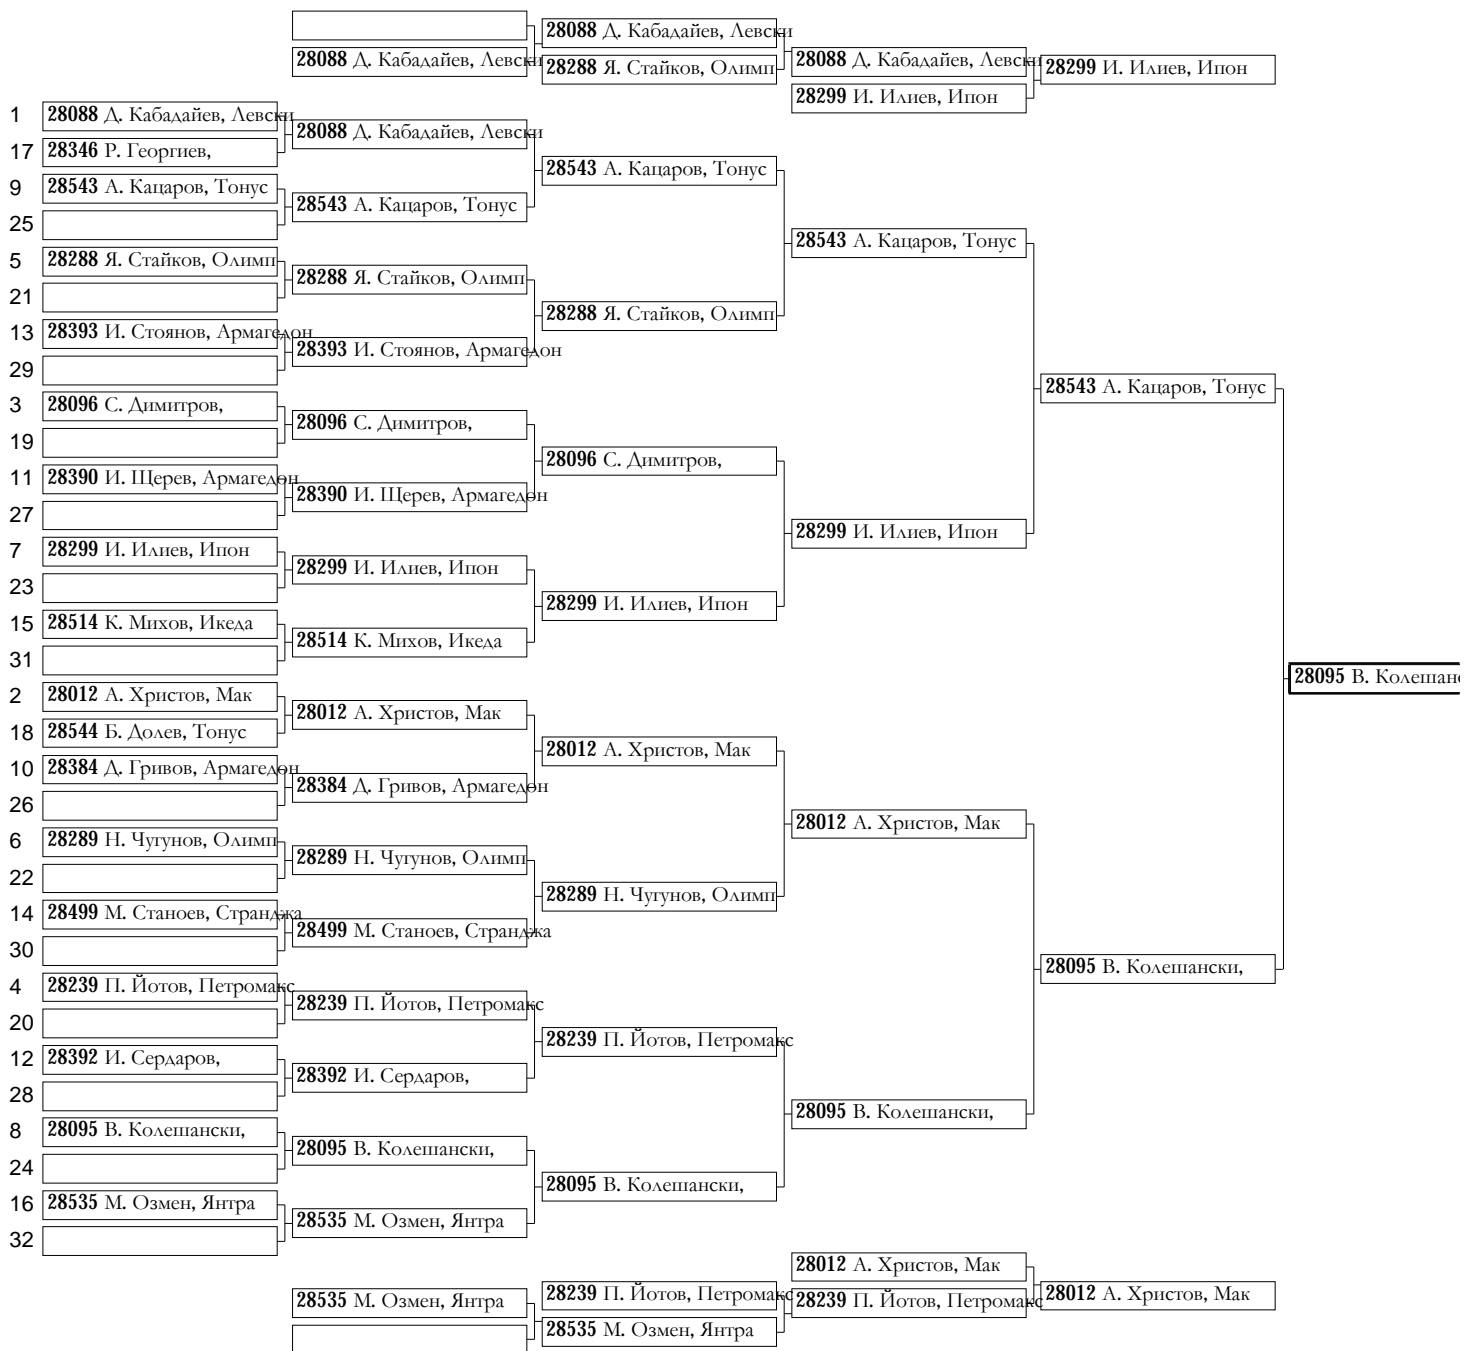 28088 Д. Кабадайев, Левски
28088 Д. Кабадайев, Левски
28288 Я. Стайков, Олимп
28088 Д. Кабадайев, Левски
28299 И. Илиев, Ипон
28299 И. Илиев, Ипон
1 28088 Д. Кабадайев, Левски
17 28346 Р. Георгиев,
9 28543 А. Кацаров, Тонус
25
5 28288 Я. Стайков, Олимп
21
13 28393 И. Стоянов, Армагедон
29
3 28096 С. Димитров,
19
11 28390 И. Щерев, Армагедон
27
7 28299 И. Илиев, Ипон
23
15 28514 К. Михов, Икеда
31
2 28012 А. Христов, Мак
18 28544 Б. Долев, Тонус
10 28384 Д. Гривов, Армагедон
26
6 28289 Н. Чугунов, Олимп
22
14 28499 М. Станоев, Странджа
30
4 28239 П. Йотов, Петромакс
20
12 28392 И. Сердаров,
28
8 28095 В. Колешански,
24
16 28535 М. Озмен, Янтра
32
28088 Д. Кабадайев, Левски
28543 А. Кацаров, Тонус
28288 Я. Стайков, Олимп
28393 И. Стоянов, Армагедон
28096 С. Димитров,
28390 И. Щерев, Армагедон
28299 И. Илиев, Ипон
28514 К. Михов, Икеда
28012 А. Христов, Мак
28384 Д. Гривов, Армагедон
28289 Н. Чугунов, Олимп
28499 М. Станоев, Странджа
28239 П. Йотов, Петромакс
28392 И. Сердаров,
28095 В. Колешански,
28535 М. Озмен, Янтра
28543 А. Кацаров, Тонус
28288 Я. Стайков, Олимп
28096 С. Димитров,
28299 И. Илиев, Ипон
28012 А. Христов, Мак
28289 Н. Чугунов, Олимп
28239 П. Йотов, Петромакс
28095 В. Колешански,
28543 А. Кацаров, Тонус
28299 И. Илиев, Ипон
28012 А. Христов, Мак
28095 В. Колешански,
28543 А. Кацаров, Тонус
28095 В. Колешански,
28095 В.
28535 М. Озмен, Янтра
28239 П. Йотов, Петромакс
28535 М. Озмен, Янтра
28012 А. Христов, Мак
28239 П. Йотов, Петромакс
28012 А. Христов, Мак